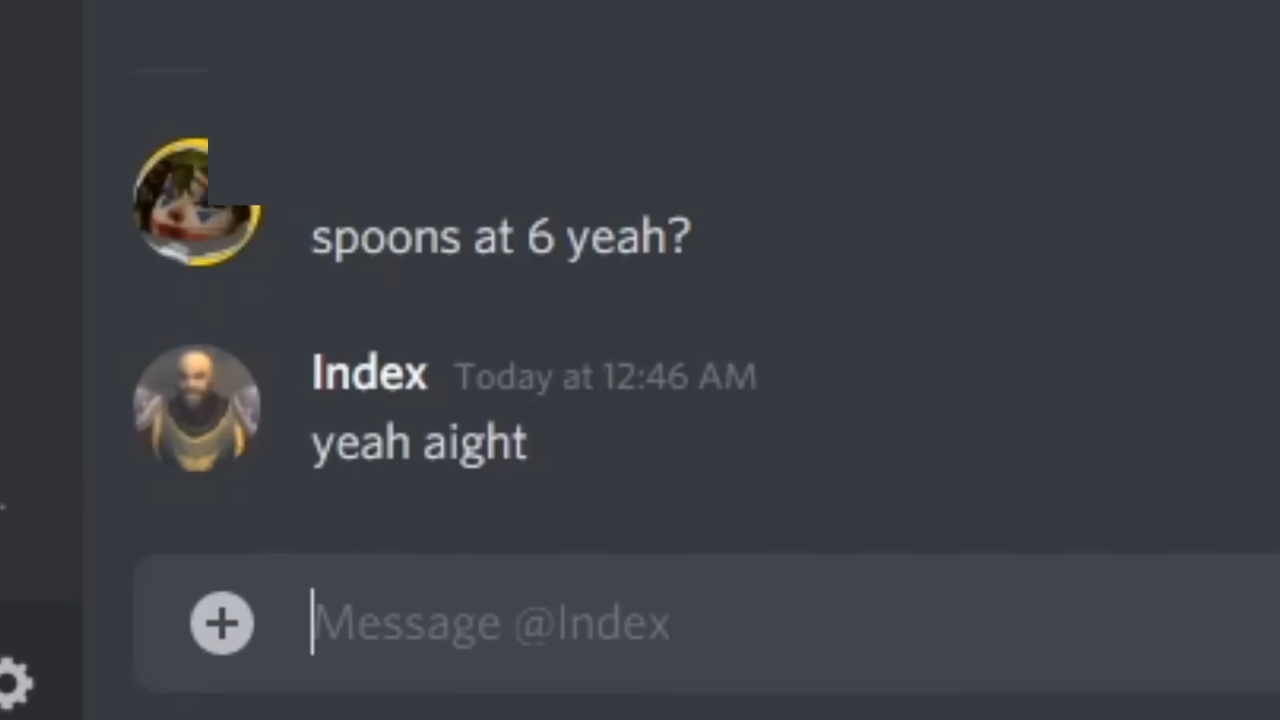 spoons at 6 yeah?
Index Today at 12:46 AM
yeah aight
Message @Index